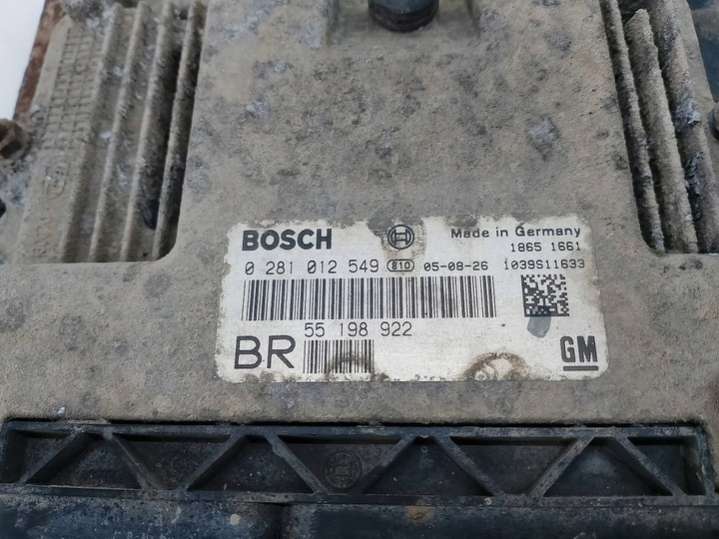 BOSCH
Made in Germany
1865 1661
0 281 012 549 810 05-08-26 1039S11633
55 198 922
BR
GM